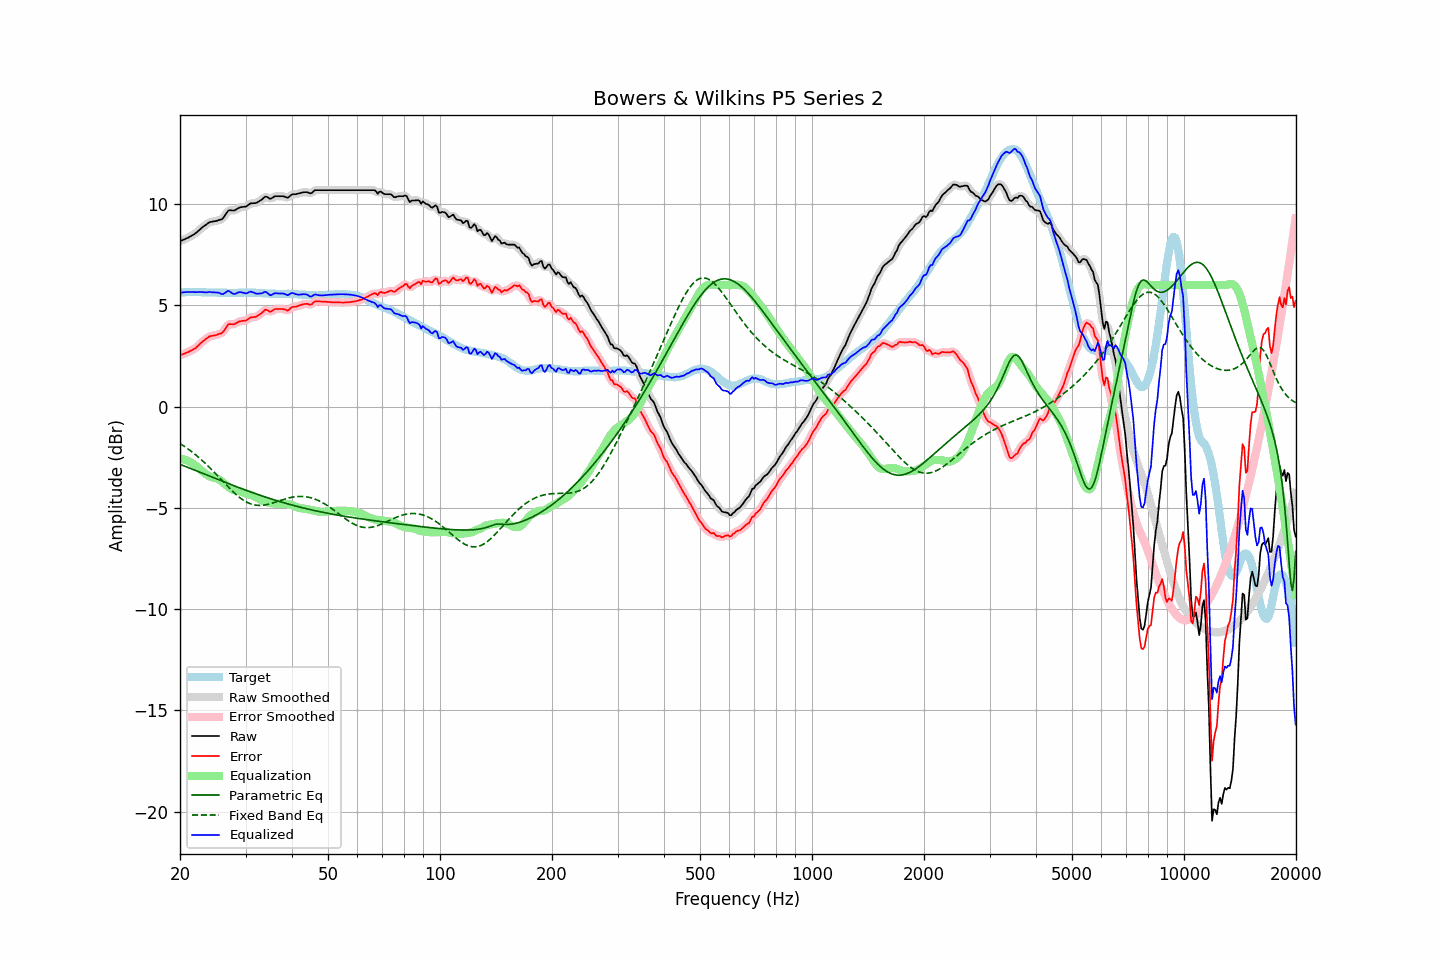 Bowers & Wilkins P5 Series 2
Amplitude (dBr)
10
5
0
−5
−10
−15
−20
Target
Raw Smoothed
Error Smoothed
Raw
Error
Equalization
Parametric Eq
Fixed Band Eq
Equalized
20
50
100
200
500
1000
2000
5000
10000
20000
Frequency (Hz)